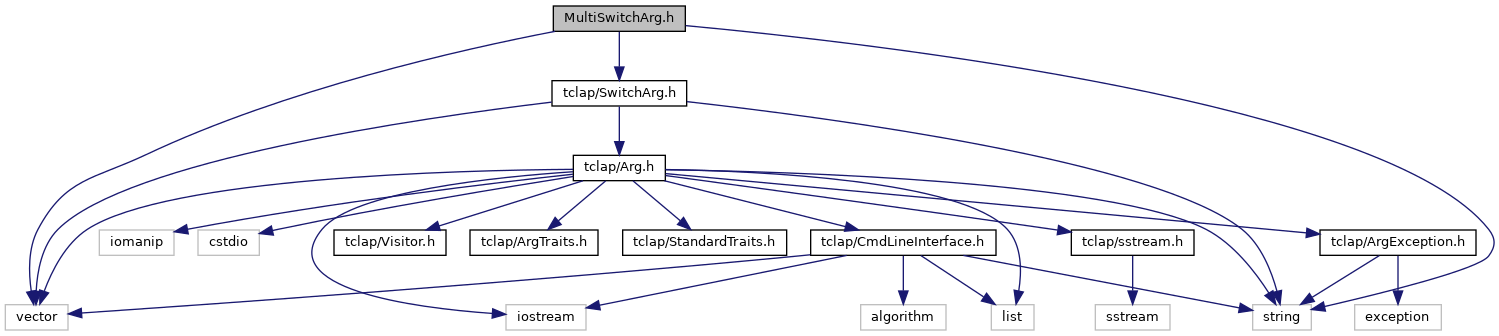 MultiSwitchArg.h
tclap/SwitchArg.h
tclap/Arg.h
iomanip
cstdio
tclap/Visitor.h
tclap/ArgTraits.h
tclap/StandardTraits.h
tclap/CmdLineInterface.h
tclap/sstream.h
tclap/ArgException.h
vector
iostream
algorithm
list
sstream
string
exception